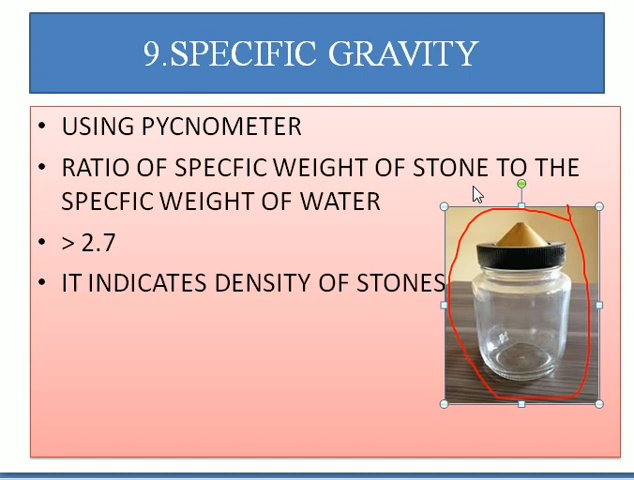 9.SPECIFIC GRAVITY
• USING PYCNOMETER
• RATIO OF SPECFIC WEIGHT OF STONE TO THE
SPECFIC WEIGHT OF WATER
• > 2.7
• IT INDICATES DENSITY OF STONES